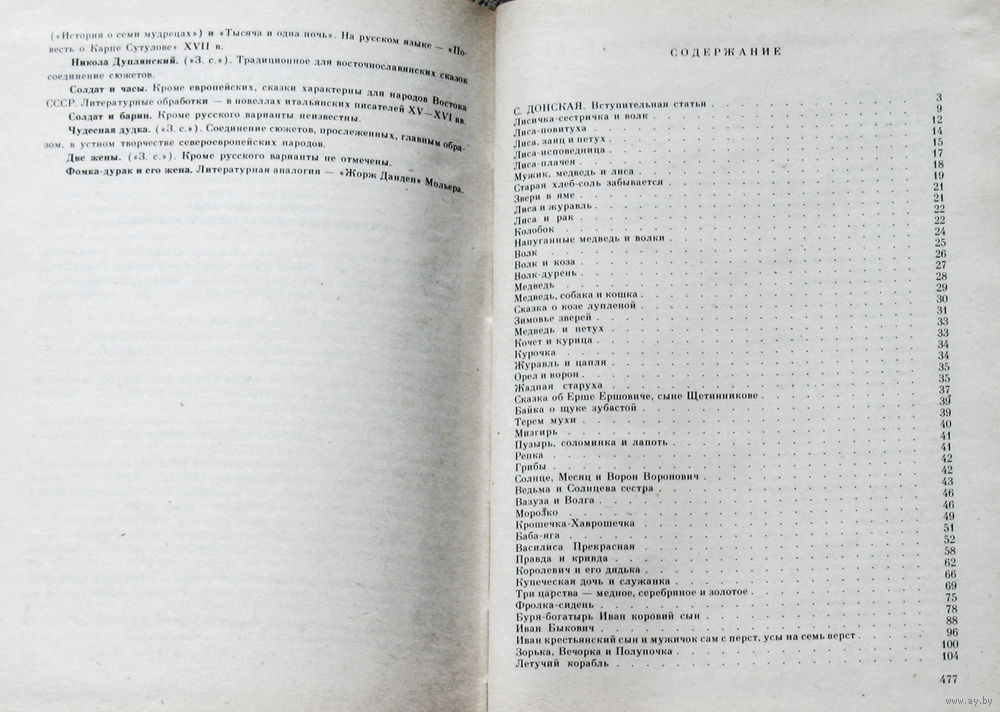 («История о семи мудрецах») и «Тысяча и одна ночь». На русском языке — «По-
весть о Карпе Сутулове» XVII в.
Никола Дуплянский. («З. с.»). Традиционное для восточнославянских сказок
соединение сюжетов.
Солдат и часы. Кроме европейских, сказки характерны для народов Востока
СССР. Литературные обработки — в новеллах итальянских писателей XV—XVI вв.
Солдат и барин. Кроме русского варианты неизвестны.
Чудесная дудка. («З. с.»). Соединение сюжетов, прослеженных, главным обра-
зом, в устном творчестве североевропейских народов.
Две жены. («З. с.»). Кроме русского варианты не отмечены.
Фомка-дурак и его жена. Литературная аналогия — «Жорж Данден» Мольера.
СОДЕРЖАНИЕ
С. ДОНСКАЯ. Вступительная статья 3
Лисичка-сестричка и волк 9
Лиса-повитуха 12
Лиса, заяц и петух 14
Лиса-исповедница 15
Лиса-плачея 17
Мужик, медведь и лиса 18
Старая хлеб-соль забывается 19
Звери в яме 21
Лиса и журавль 21
Лиса и рак 22
Колобок 22
Напуганные медведь и волки 24
Волк 25
Волк и коза 26
Волк-дурень 27
Медведь 28
Медведь, собака и кошка 29
Сказка о козе лупленой 30
Зимовье зверей 31
Медведь и петух 33
Кочет и курица 33
Курочка 34
Журавль и цапля 34
Орел и ворон 35
Жадная старуха 35
Сказка об Ерше Ершовиче, сыне Щетинникове 37
Байка о щуке зубастой 39
Терем мухи 39
Мизгирь 40
Пузырь, соломинка и лапоть 41
Репка 41
Грибы 42
Солнце, Месяц и Ворон Воронович 42
Ведьма и Солнцева сестра 43
Вазуза и Волга 46
Морозко 46
Крошечка-Хаврошечка 49
Баба-яга 51
Василиса Прекрасная 52
Правда и кривда 58
Королевич и его дядька 62
Купеческая дочь и служанка 66
Три царства — медное, серебряное и золотое 69
Фролка-сидень 75
Буря-богатырь Иван коровий сын 78
Иван Быкович 88
Иван крестьянский сын и мужичок сам с перст, усы на семь верст 96
Зорька, Вечорка и Полуночка 100
Летучий корабль 104
477
www.ay.by